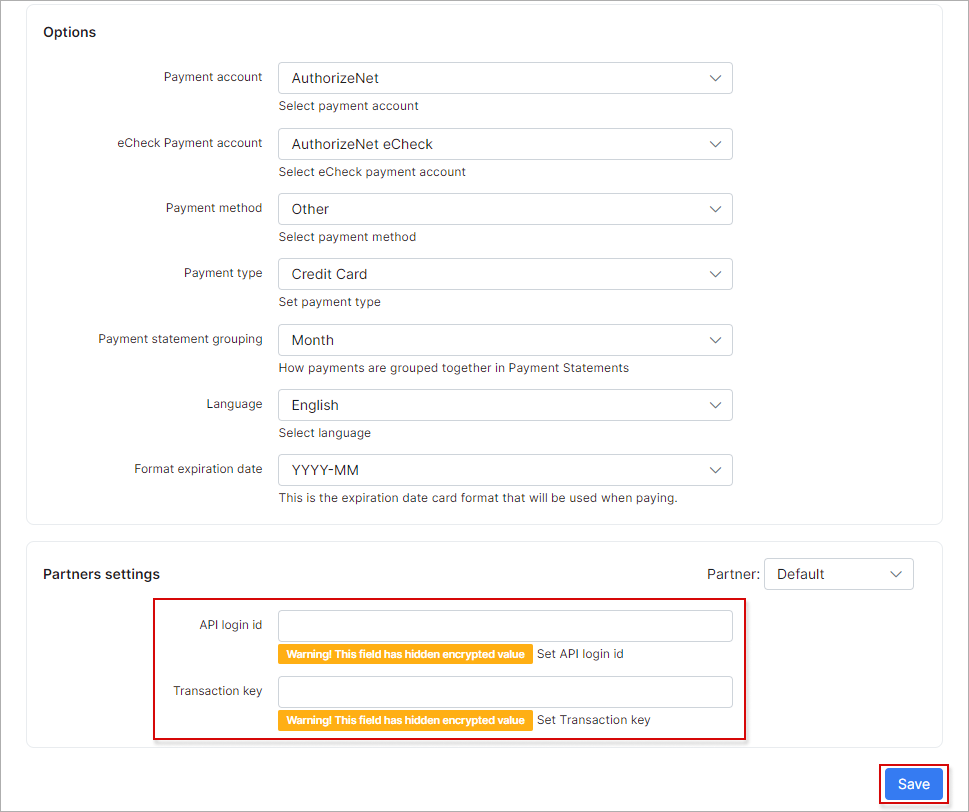 Options
Payment account
AuthorizeNet
Select payment account
eCheck Payment account
AuthorizeNet eCheck
Select eCheck payment account
Payment method
Other
Select payment method
Payment type
Credit Card
Set payment type
Payment statement grouping
Month
How payments are grouped together in Payment Statements
Language
English
Select language
Format expiration date
YYYY-MM
This is the expiration date card format that will be used when paying.
Partners settings
Partner: Default
API login id
Warning! This field has hidden encrypted value Set API login id
Transaction key
Warning! This field has hidden encrypted value Set Transaction key
Save